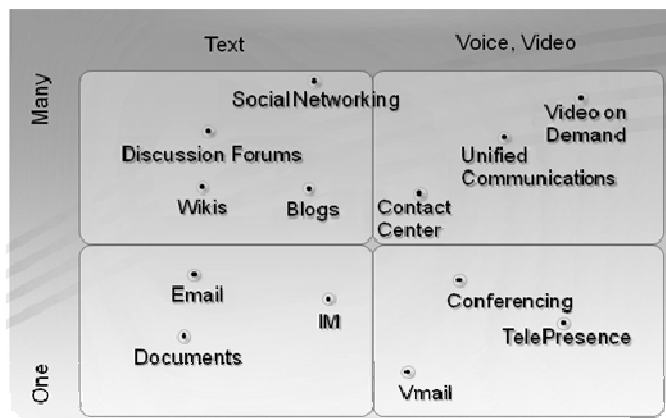 Text
Voice, Video
Many
Social Networking
Video on
Demand
Discussion Forums
Unified
Communications
Wikis
Blogs
Contact
Center
Email
IM
Conferencing
TelePresence
Documents
Vmail
One